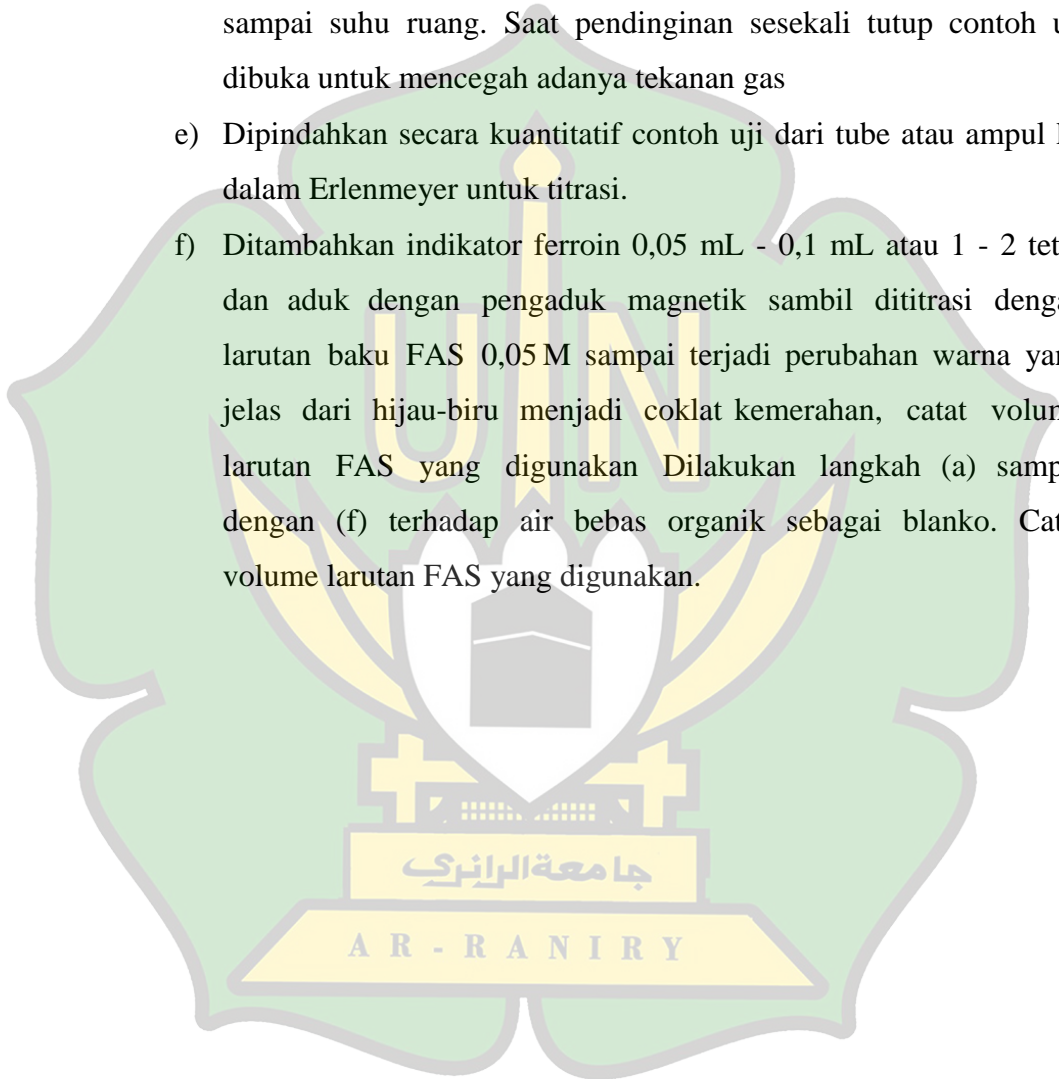 sampai suhu ruang. Saat pendinginan sesekali tutup contoh u
dibuka untuk mencegah adanya tekanan gas
e) Dipindahkan secara kuantitatif contoh uji dari tube atau ampul
dalam Erlenmeyer untuk titrasi.
f) Ditambahkan indikator ferroin 0,05 mL - 0,1 mL atau 1 - 2 tet
dan aduk dengan pengaduk magnetik sambil dititrasi denga
larutan baku FAS 0,05 M sampai terjadi perubahan warna yan
jelas dari hijau-biru menjadi coklat kemerahan, catat volum
larutan FAS yang digunakan Dilakukan langkah (a) samp
dengan (f) terhadap air bebas organik sebagai blanko. Cat
volume larutan FAS yang digunakan.
UIN
جامعة الرانري
AR - RANIRY